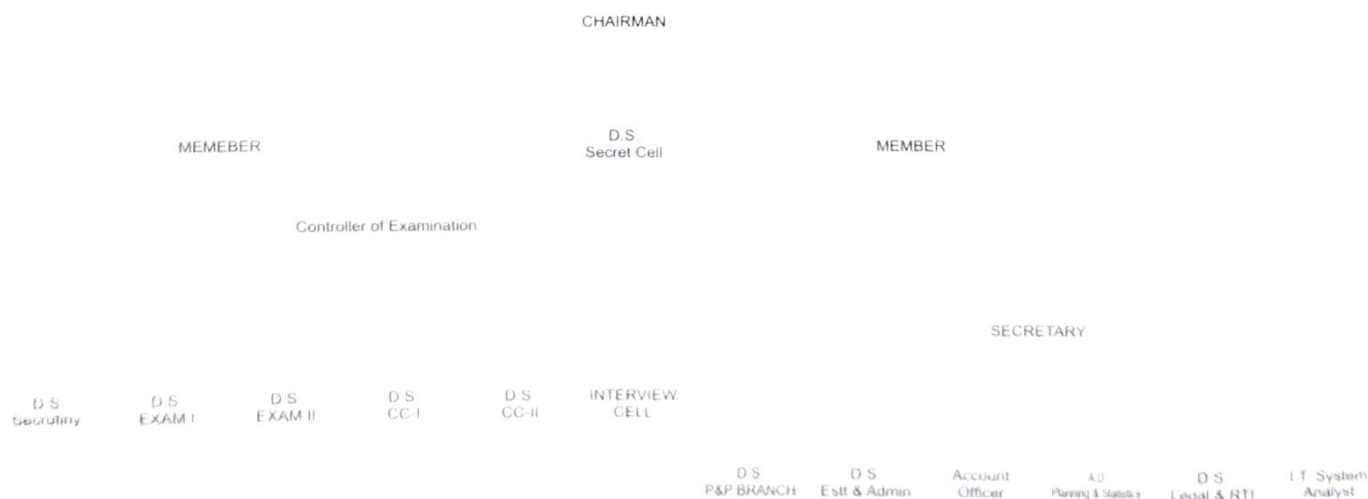 CHAIRMAN
MEMEBER
D.S.
Secret Cell
MEMBER
Controller of Examination
SECRETARY
D.S
Secrutiny
D.S
EXAM I
D S
EXAM II
D S
CC-I
D S
CC-II
INTERVIEW
CELL
D S
P&P BRANCH
D S
Estt & Admin
Account
Officer
A.D
Planning & Statistics
D S
Legal & RTI
I.T System
Analyst